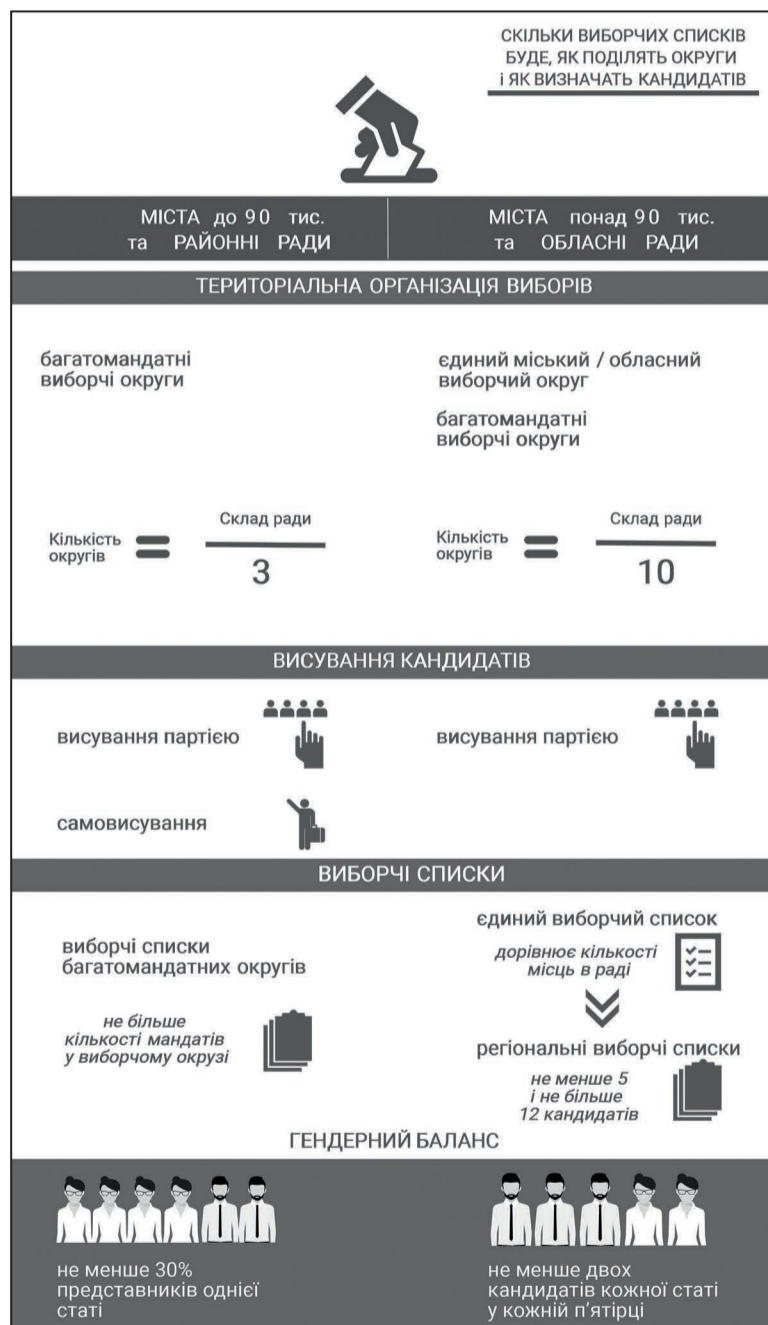 СКІЛЬКИ ВИБОРЧИХ СПИСКІВ
БУДЕ, ЯК ПОДІЛЯТЬ ОКРУГИ
і ЯК ВИЗНАЧАТЬ КАНДИДАТІВ
МІСТА до 90 тис.
та РАЙОННІ РАДИ
МІСТА понад 90 тис.
та ОБЛАСНІ РАДИ
ТЕРИТОРІАЛЬНА ОРГАНІЗАЦІЯ ВИБОРІВ
багатомандатні
виборчі округи
єдиний міський / обласний
виборчий округ
багатомандатні
виборчі округи
Кількість
округів
=
Склад ради
3
Кількість
округів
=
Склад ради
10
ВИСУВАННЯ КАНДИДАТІВ
висування партією
висування партією
самовисування
ВИБОРЧІ СПИСКИ
виборчі списки
багатомандатних округів
не більше
кількості мандатів
у виборчому окрузі
єдиний виборчий список
дорівнює кількості
місць в раді
регіональні виборчі списки
не менше 5
і не більше
12 кандидатів
ГЕНДЕРНИЙ БАЛАНС
не менше 30%
представників однієї
статі
не менше двох
кандидатів кожної статі
у кожній п’ятірці